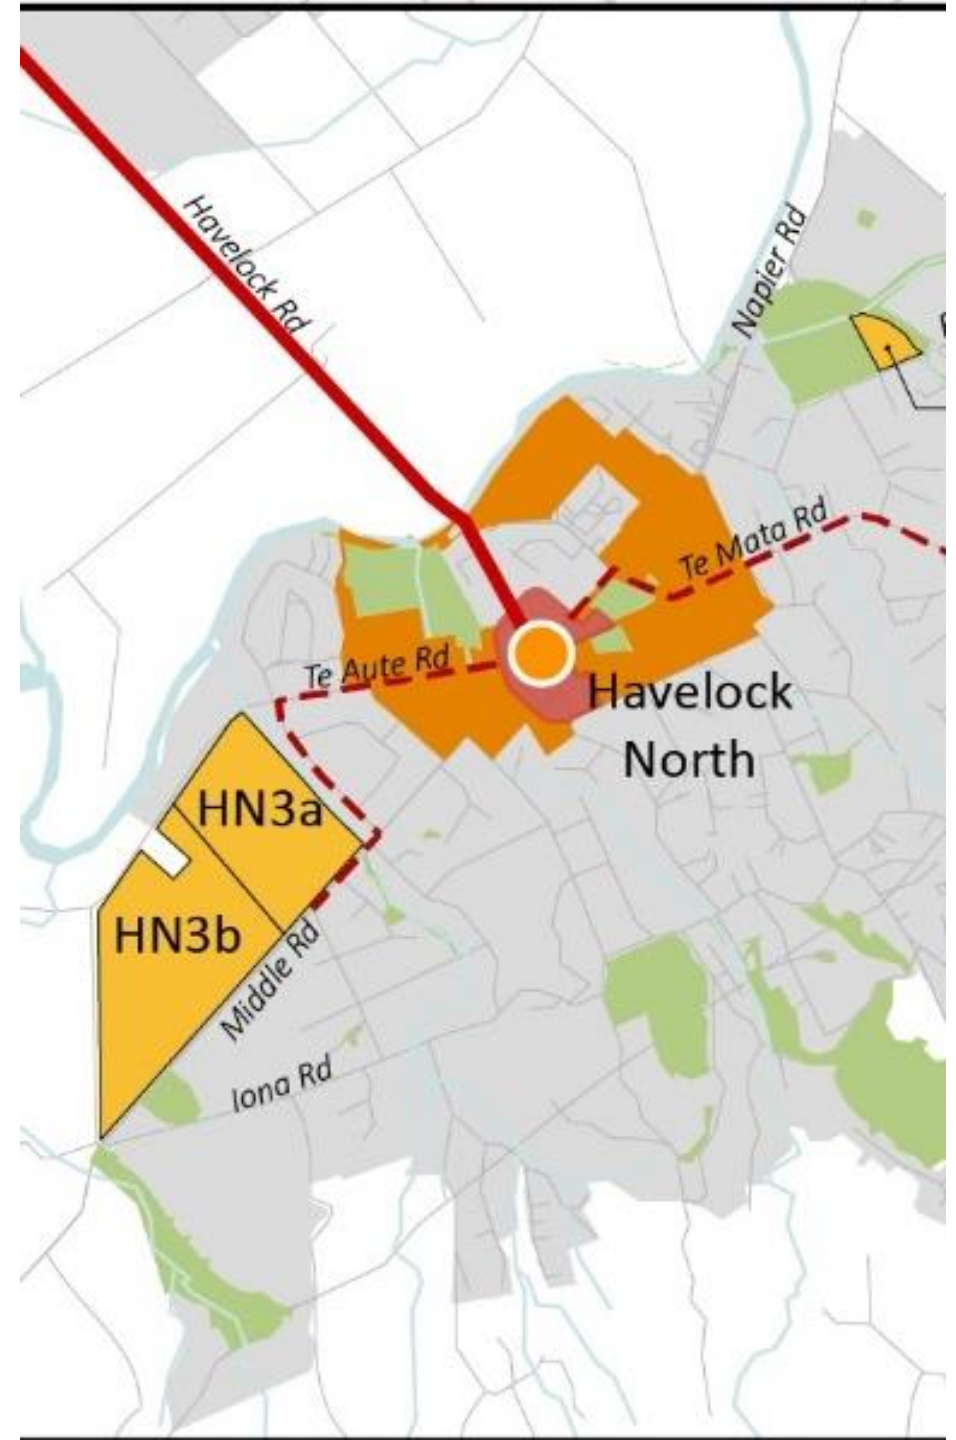 Havelock Rd
Napier Rd
Te Mata Rd
Te Aute Rd
Havelock
North
HN3a
HN3b
Middle Rd
Iona Rd